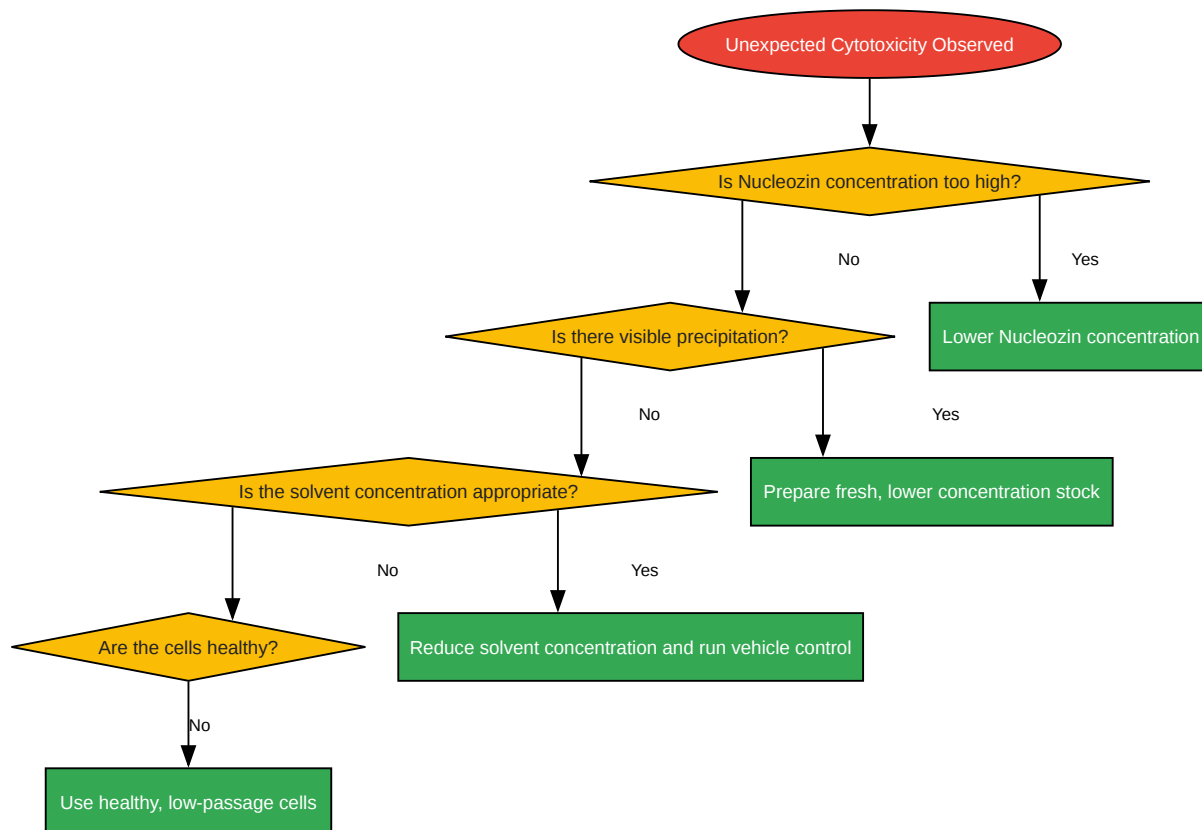 Unexpected Cytotoxicity Observed
Is Nucleozin concentration too high?
No
Yes
Is there visible precipitation?
Lower Nucleozin concentration
No
Yes
Is the solvent concentration appropriate?
Prepare fresh, lower concentration stock
No
Yes
Are the cells healthy?
Reduce solvent concentration and run vehicle control
No
Use healthy, low-passage cells